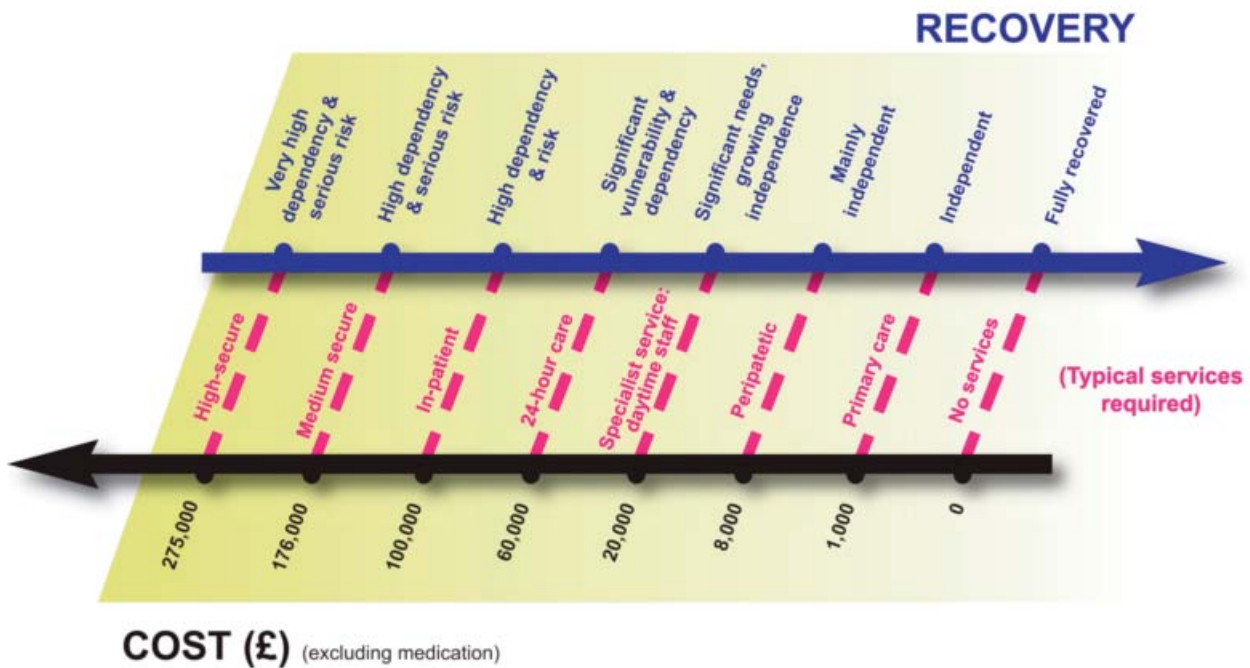 RECOVERY
Very high
dependency &
serious risk
High dependency
& serious risk
High dependency
& risk
Significant
vulnerability &
dependency
Significant needs,
growing
independence
Mainly
independent
Independent
Fully recovered
High-secure
Medium secure
In-patient
24-hour care
Specialist service:
daytime staff
Peripatetic
Primary care
No services
(Typical services
required)
275,000
176,000
100,000
60,000
20,000
8,000
1,000
0
COST (£) (excluding medication)